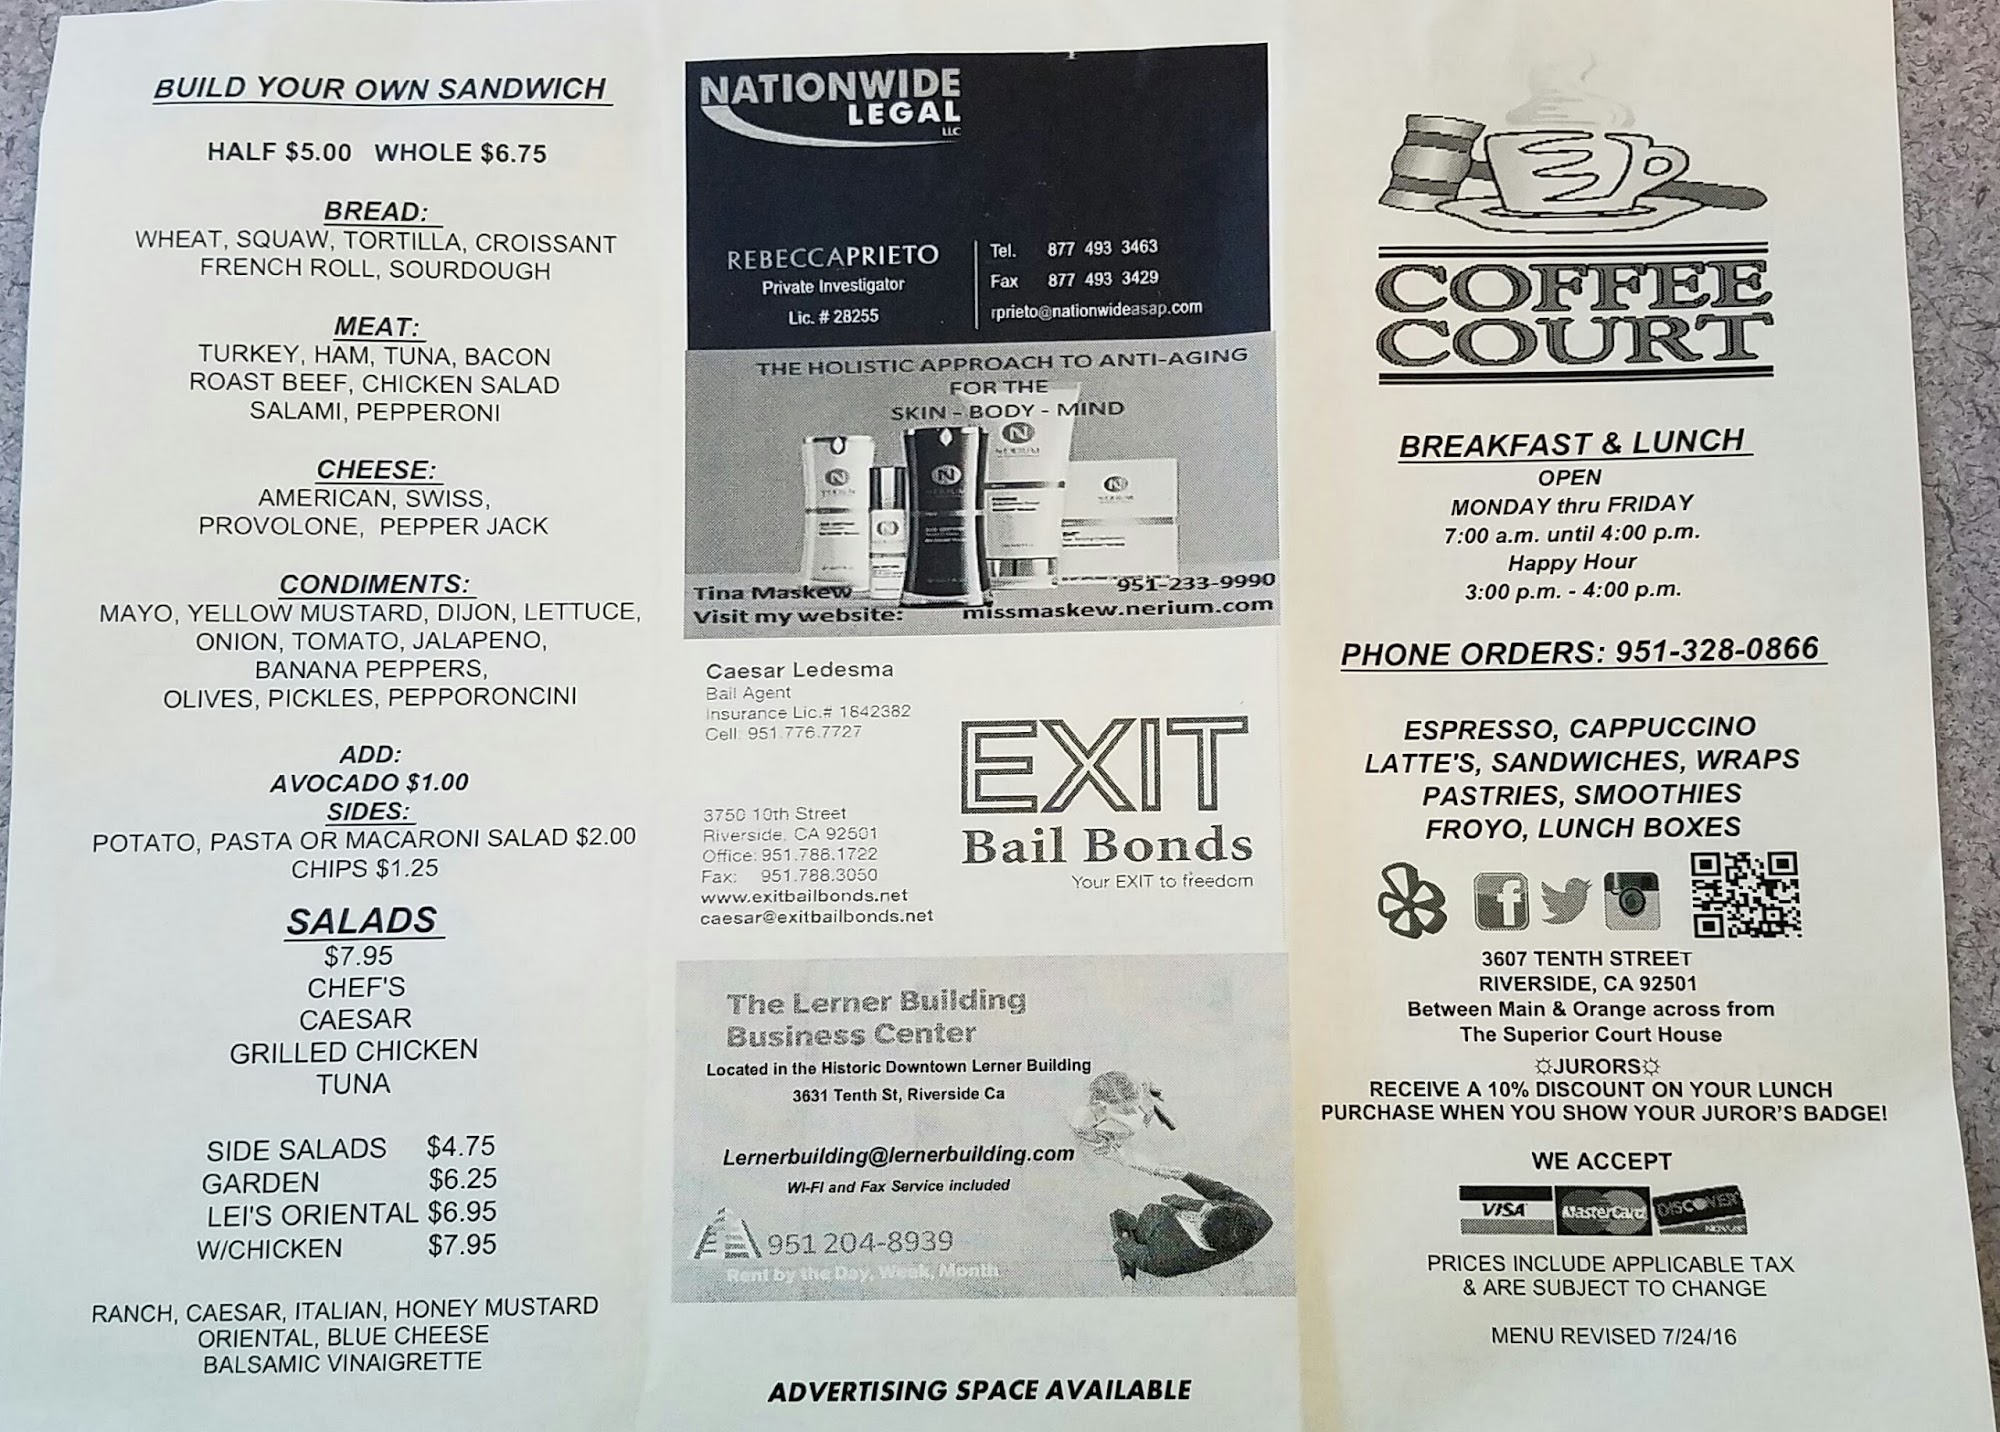 BUILD YOUR OWN SANDWICH
HALF $5.00 WHOLE $6.75
BREAD:
WHEAT, SQUAW, TORTILLA, CROISSANT
FRENCH ROLL, SOURDOUGH
MEAT:
TURKEY, HAM, TUNA, BACON
ROAST BEEF, CHICKEN SALAD
SALAMI, PEPPERONI
CHEESE:
AMERICAN, SWISS,
PROVOLONE, PEPPER JACK
CONDIMENTS:
MAYO, YELLOW MUSTARD, DIJON, LETTUCE,
ONION, TOMATO, JALAPENO,
BANANA PEPPERS,
OLIVES, PICKLES, PEPPORONCINI
ADD:
AVOCADO $1.00
SIDES:
POTATO, PASTA OR MACARONI SALAD $2.00
CHIPS $1.25
SALADS
$7.95
CHEF'S
CAESAR
GRILLED CHICKEN
TUNA
SIDE SALADS $4.75
GARDEN $6.25
LEI'S ORIENTAL $6.95
W/CHICKEN $7.95
RANCH, CAESAR, ITALIAN, HONEY MUSTARD
ORIENTAL, BLUE CHEESE
BALSAMIC VINAIGRETTE
NATIONWIDE
LEGAL
LLC
REBECCAPRIETO
Private Investigator
Lic. # 28255
Tel. 877 493 3463
Fax 877 493 3429
rprieto@nationwideasap.com
THE HOLISTIC APPROACH TO ANTI-AGING
FOR THE
SKIN - BODY - MIND
N
N
N
N
NERIUM
Tina Maskew
951-233-9990
Visit my website: missmaskew.nerium.com
Caesar Ledesma
Bail Agent
Insurance Lic.# 1842382
Cell: 951.776.7727
3750 10th Street
Riverside, CA 92501
Office: 951.788.1722
Fax: 951.788.3050
www.exitbailbonds.net
caesar@exitbailbonds.net
EXIT
Bail Bonds
Your EXIT to freedom
The Lerner Building
Business Center
Located in the Historic Downtown Lerner Building
3631 Tenth St, Riverside Ca
Lernerbuilding@lernerbuilding.com
WI-FI and Fax Service included
951 204-8939
Rent by the Day, Week, Month
ADVERTISING SPACE AVAILABLE
COFFEE
COURT
BREAKFAST & LUNCH
OPEN
MONDAY thru FRIDAY
7:00 a.m. until 4:00 p.m.
Happy Hour
3:00 p.m. - 4:00 p.m.
PHONE ORDERS: 951-328-0866
ESPRESSO, CAPPUCCINO
LATTE'S, SANDWICHES, WRAPS
PASTRIES, SMOOTHIES
FROYO, LUNCH BOXES
f
3607 TENTH STREET
RIVERSIDE, CA 92501
Between Main & Orange across from
The Superior Court House
☼JURORS☼
RECEIVE A 10% DISCOUNT ON YOUR LUNCH
PURCHASE WHEN YOU SHOW YOUR JUROR'S BADGE!
WE ACCEPT
VISA MasterCard DISCOVER
NOVUS
PRICES INCLUDE APPLICABLE TAX
& ARE SUBJECT TO CHANGE
MENU REVISED 7/24/16